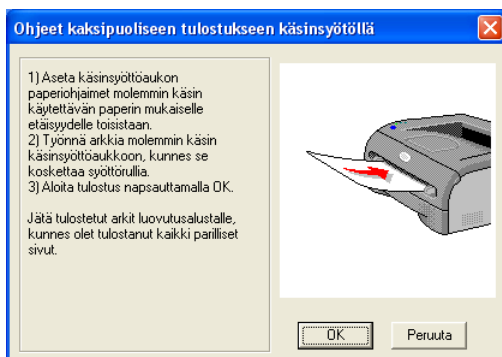 Ohjeet kaksipuoliseen tulostukseen käsinsyötöllä
1) Aseta käsinsyöttöaukon
paperiohjaimet molemmin käsin
käytettävän paperin mukaiselle
etäisyydelle toisistaan.
2) Työnnä arkkia molemmin käsin
käsinsyöttöaukkoon, kunnes se
koskettaa syöttörullia.
3) Aloita tulostus napsauttamalla OK.
Jätä tulostetut arkit luovutusalustalle,
kunnes olet tulostanut kaikki parilliset
sivut.
OK
Peruuta